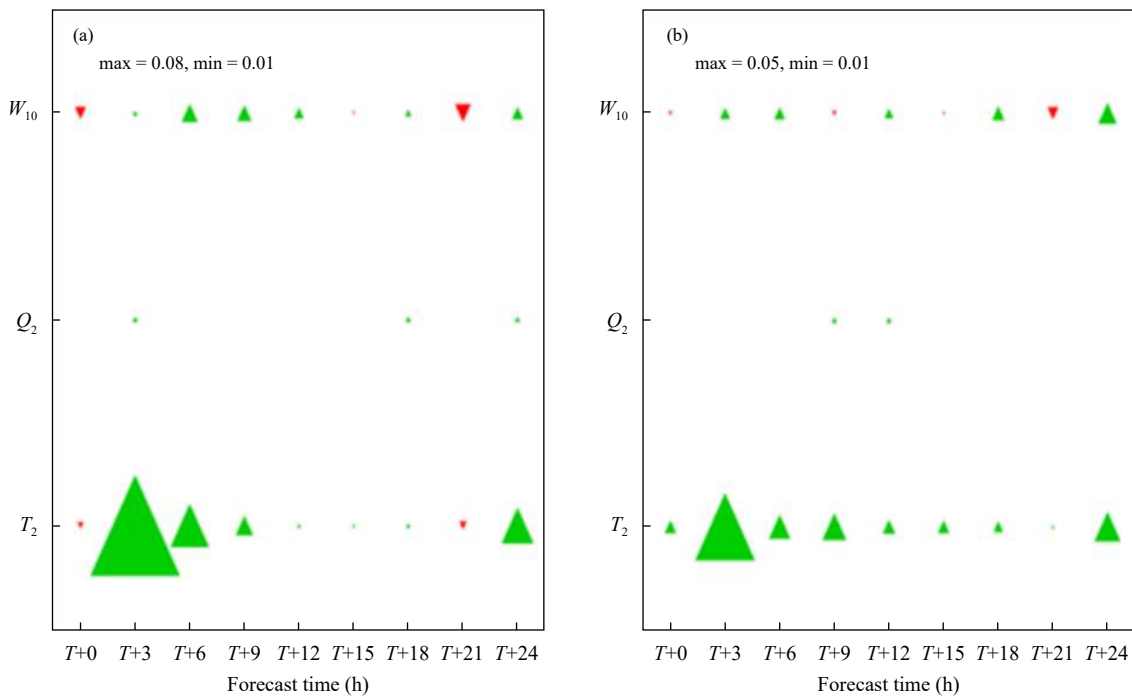 (a)
max = 0.08, min = 0.01
W₁₀
Q₂
T₂
T+0 T+3 T+6 T+9 T+12 T+15 T+18 T+21 T+24
Forecast time (h)
(b)
max = 0.05, min = 0.01
W₁₀
Q₂
T₂
T+0 T+3 T+6 T+9 T+12 T+15 T+18 T+21 T+24
Forecast time (h)